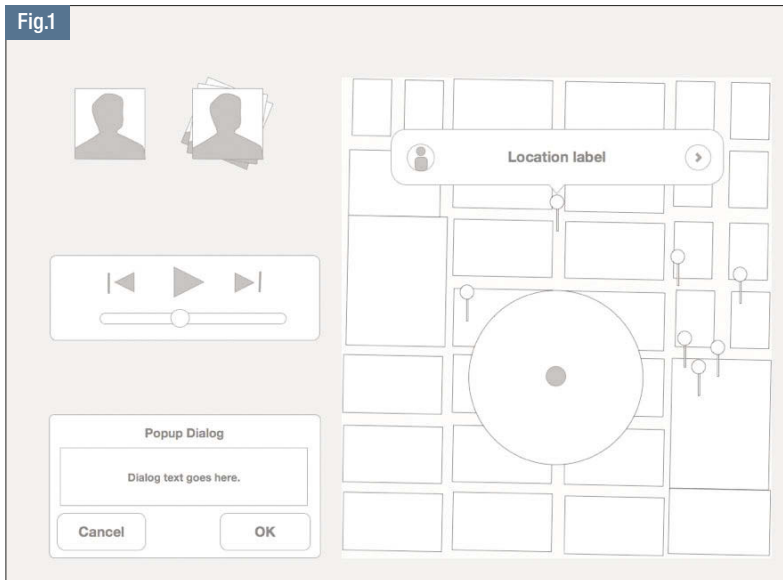 Fig.1
Location label
Popup Dialog
Dialog text goes here.
Cancel
OK